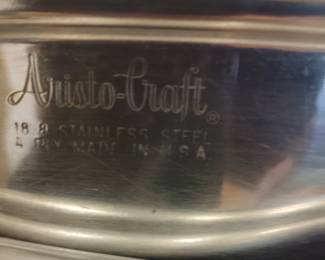 Aristo-Craft®
18 8 STAINLESS STEEL
4 PLY MADE IN U.S.A